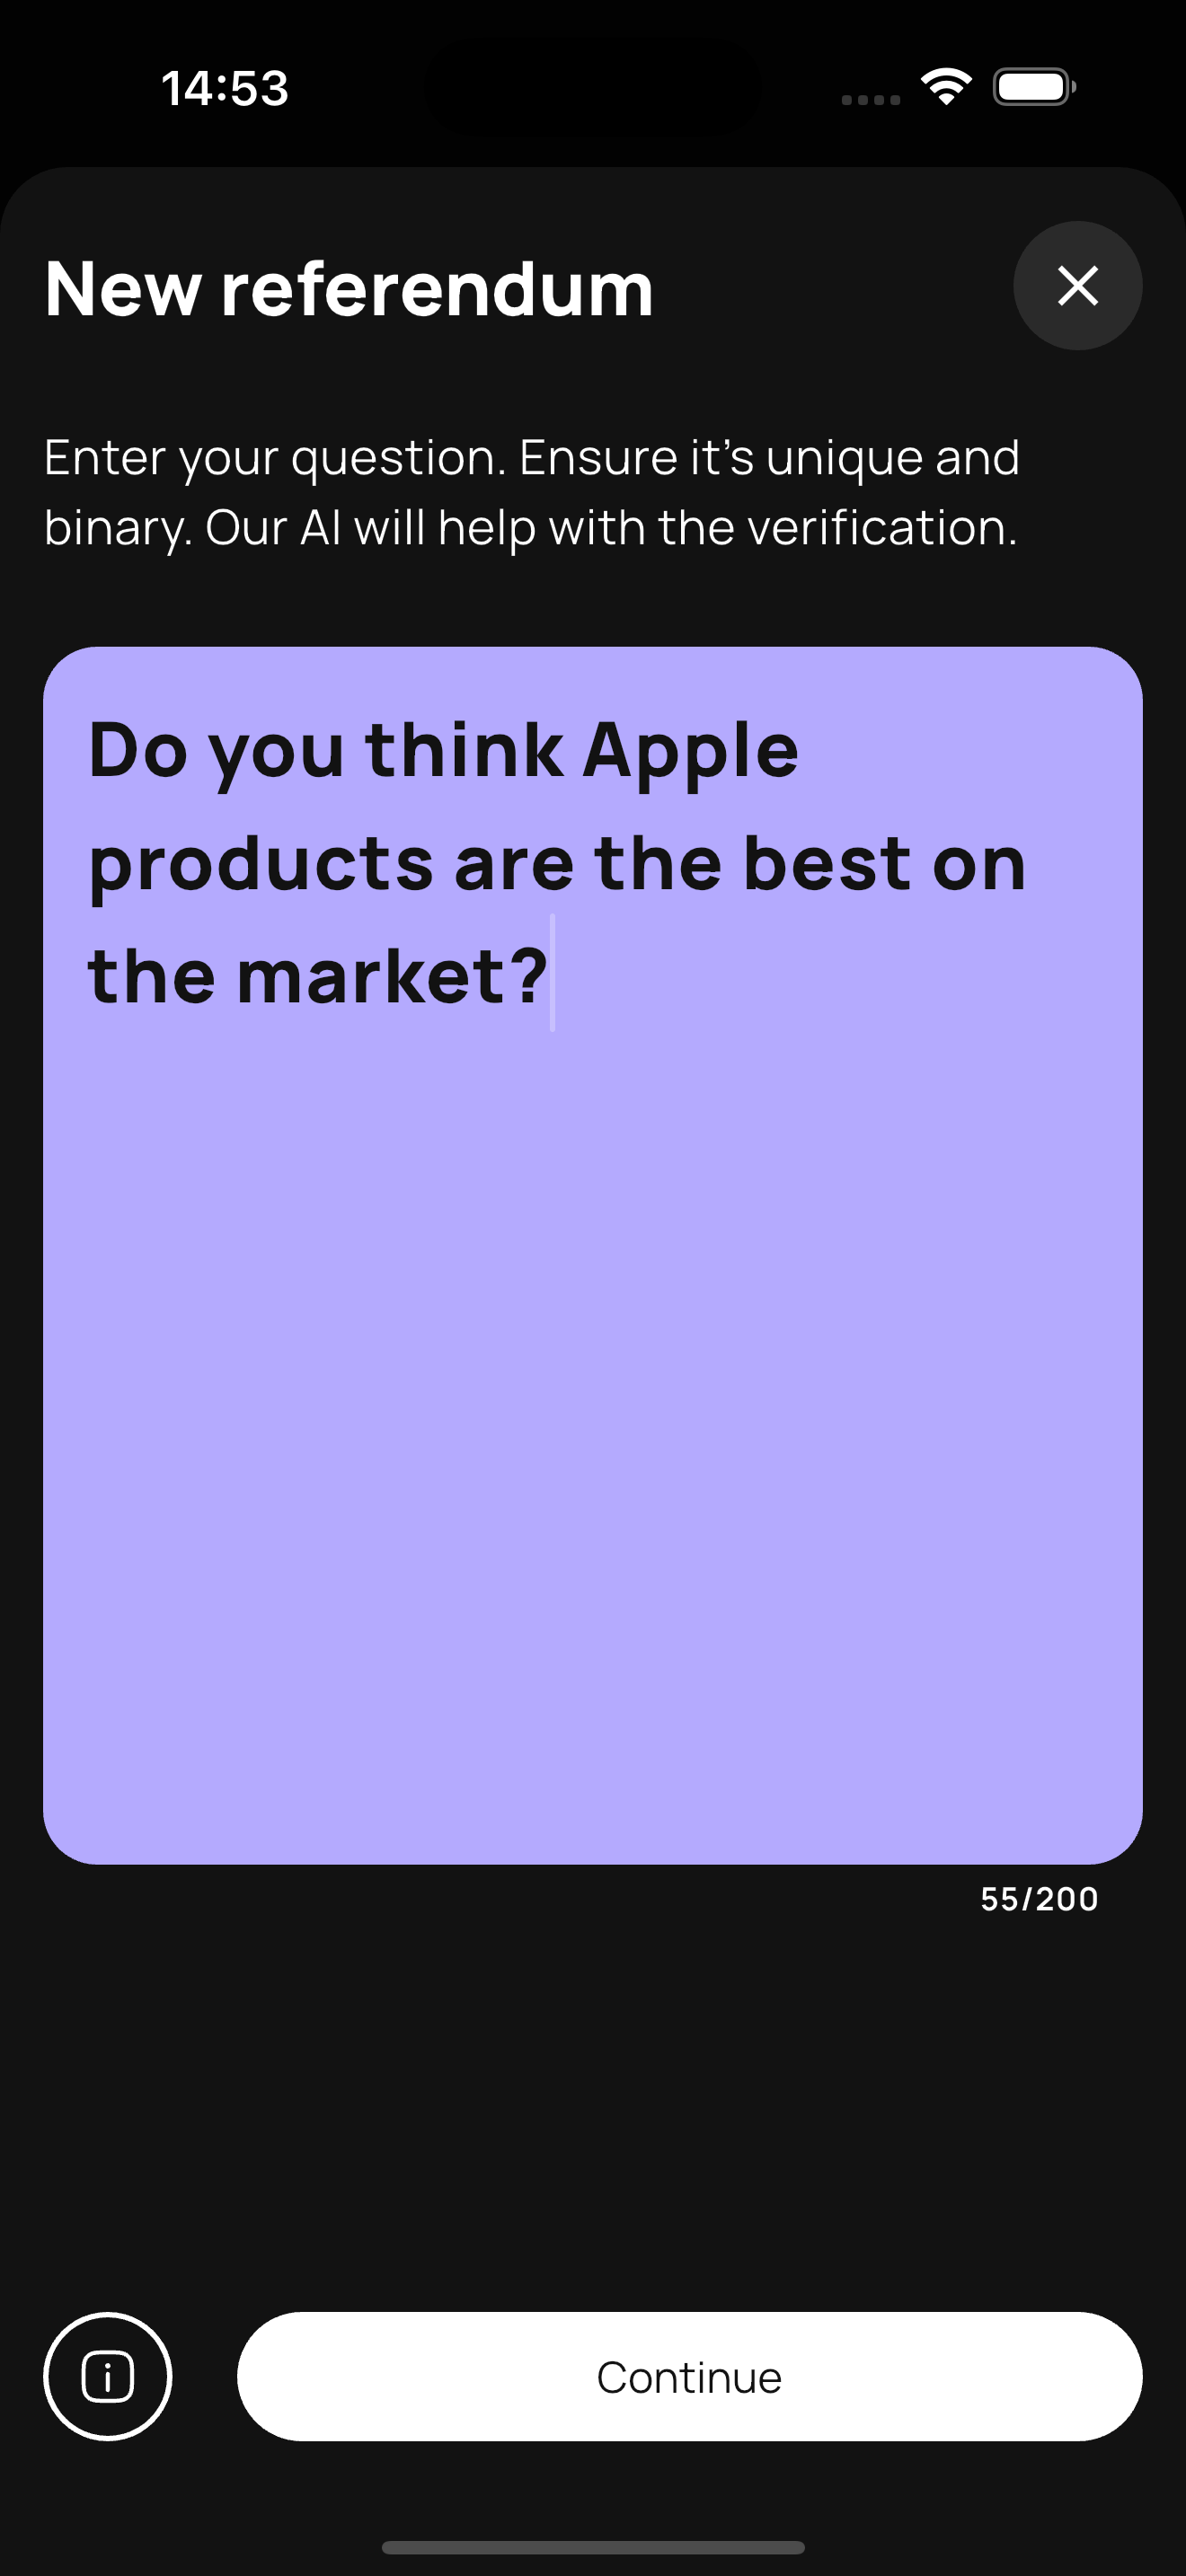 14:53
New referendum
Enter your question. Ensure it's unique and
binary. Our AI will help with the verification.
Do you think Apple
products are the best on
the market?
55/200
Continue